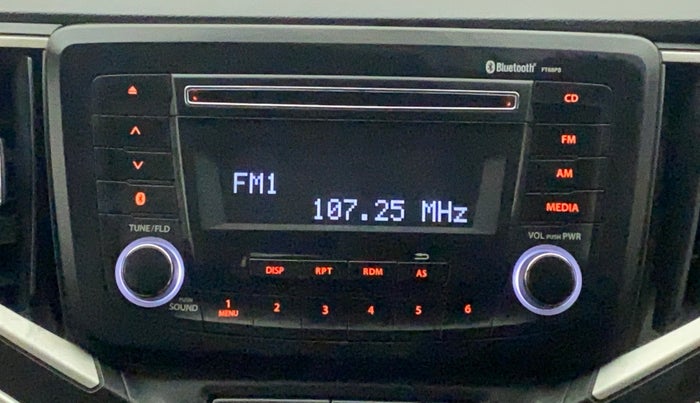 Bluetooth®
CD
FM
AM
MEDIA
FM1
107.25 MHz
TUNE/FLD
VOL PUSH PWR
DISP RPT RDM AS
PUSH
SOUND
1 2 3 4 5 6
MENU